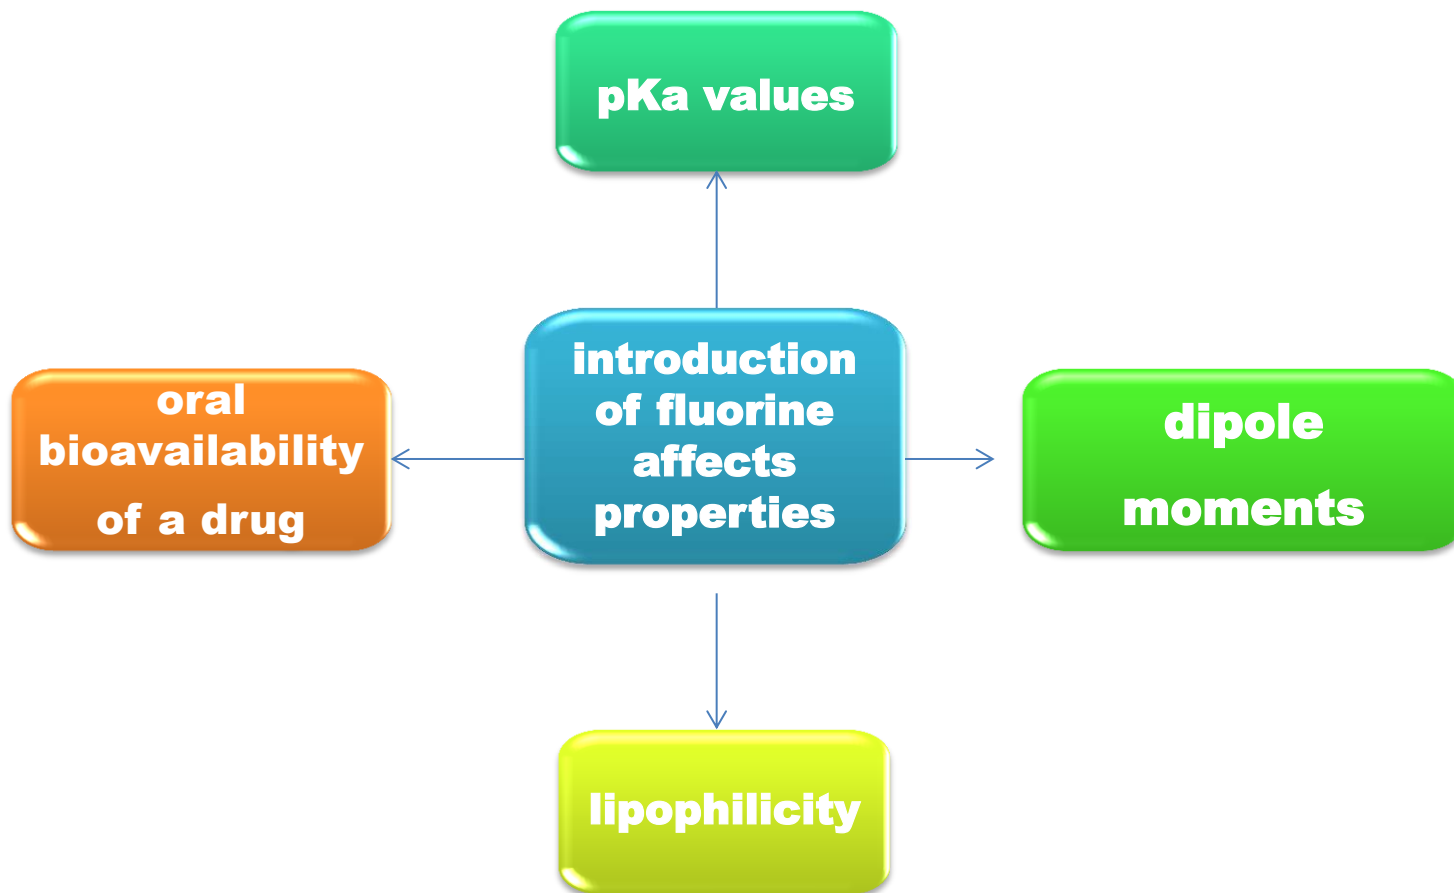 pKa values
introduction
of fluorine
affects
properties
oral
bioavailability
of a drug
dipole
moments
lipophilicity